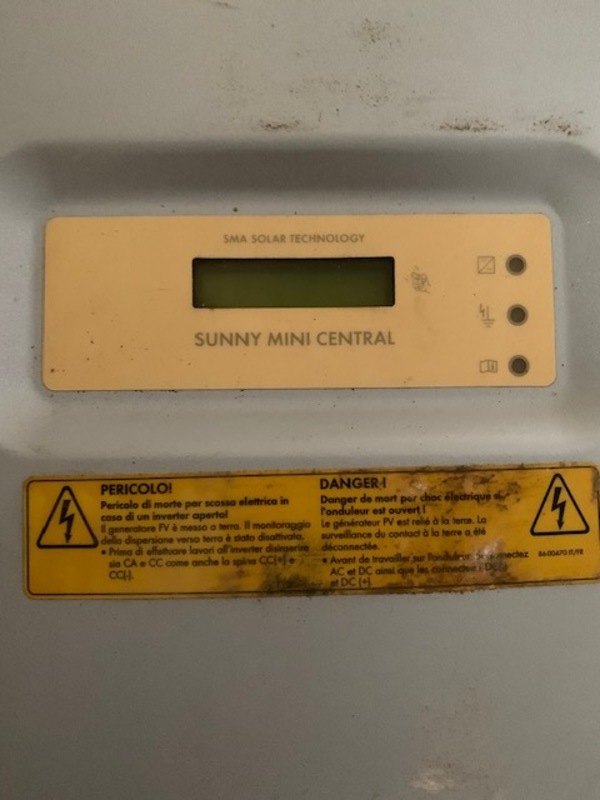 SMA SOLAR TECHNOLOGY
SUNNY MINI CENTRAL
PERICOLO!
Pericolo di morte per scossa elettrica in
caso di un inverter aperto!
Il generatore FV è messo a terra. Il monitoraggio
della dispersione verso terra è stato disattivato.
• Prima di effettuare lavori all'inverter disinserire
sia CA e CC come anche la spina CC(+) e
CC(-).
DANGER !
Danger de mort par choc électrique si
l'onduleur est ouvert !
Le générateur PV est relié à la terre. La
surveillance du contact à la terre a été
déconnectée.
• Avant de travailler sur l'onduleur
AC et DC ainsi que les connecteurs
et DC (+).
86-00470 IT/FR